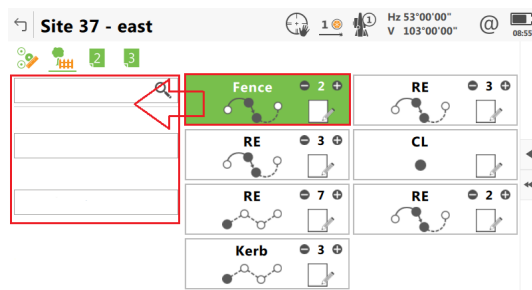 Site 37 - east
1
1
Hz 53°00'00"
V 103°00'00"
@
08:55
2
3
Fence 2
RE 3
RE 3
CL
RE 7
RE 2
Kerb 3